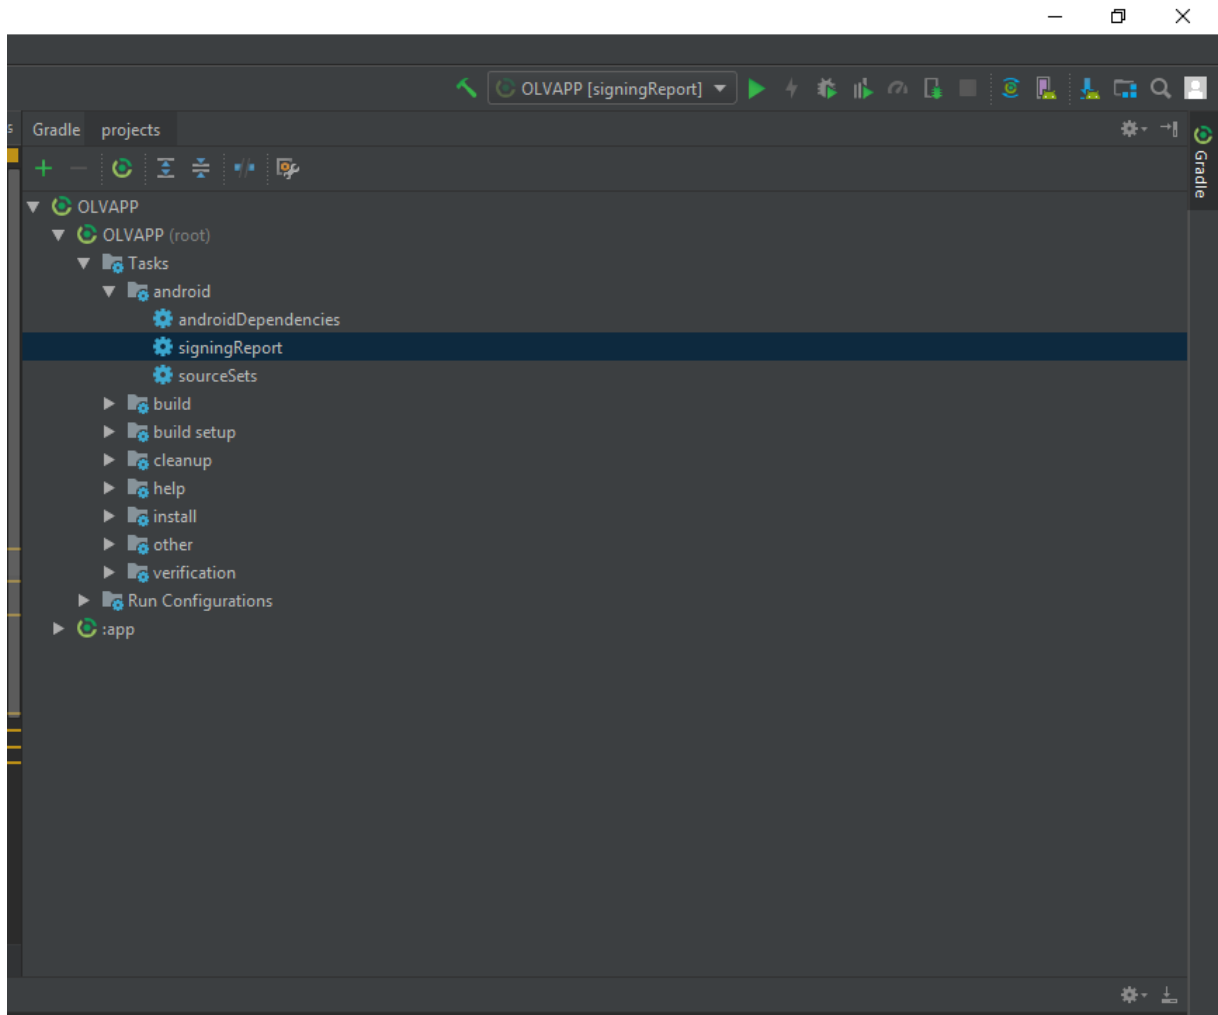 OLVAPP [signingReport]
s
Gradle projects
Gradle
OLVAPP
OLVAPP (root)
Tasks
android
androidDependencies
signingReport
sourceSets
build
build setup
cleanup
help
install
other
verification
Run Configurations
:app